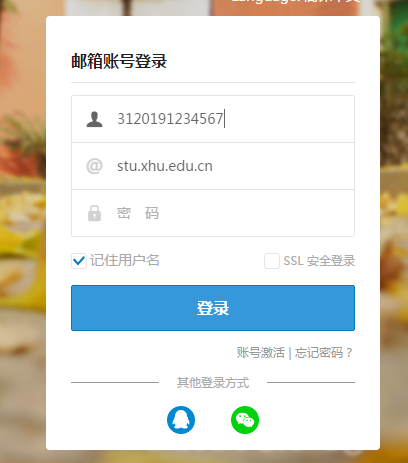 邮箱账号登录
3120191234567
@ stu.xhu.edu.cn
密 码
记住用户名 SSL 安全登录
登录
账号激活 | 忘记密码？
其他登录方式